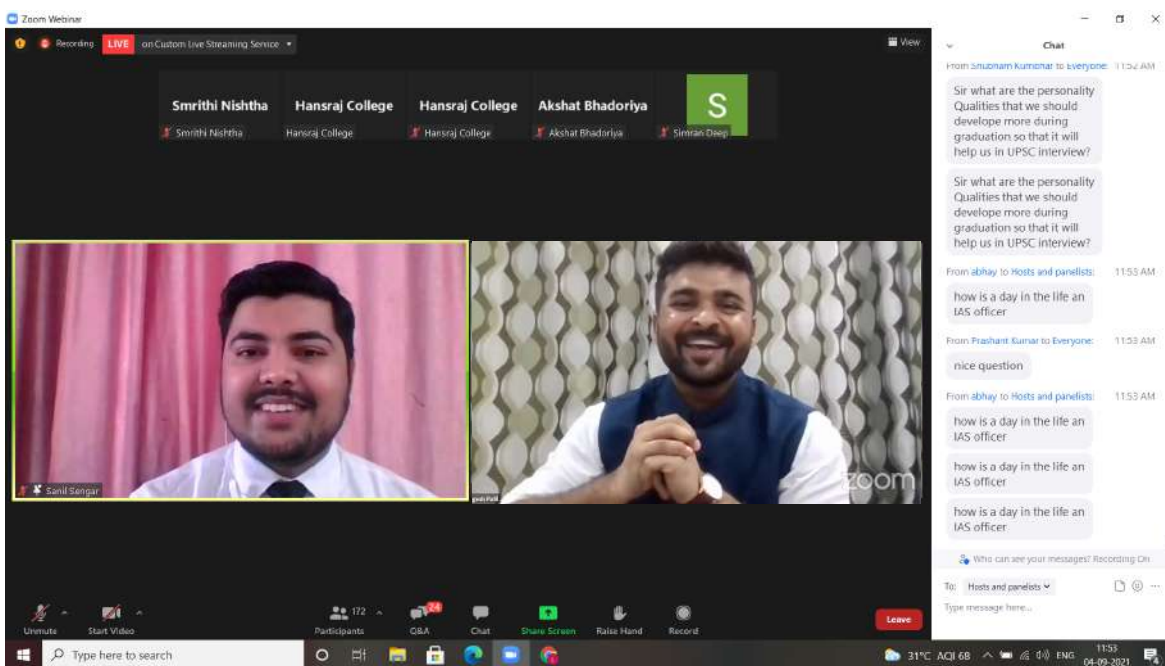 Zoom Webinar
Recording LIVE on Custom Live Streaming Service
View
Smrithi Nishtha
Hansraj College
Hansraj College
Akshat Bhadoriya
S
Smrithi Nishtha
Hansraj College
Hansraj College
Akshat Bhadoriya
Simran Deep
Sanil Sengar
zoom
Unmute
Start Video
172
Participants
24
Q&A
Chat
Share Screen
Raise Hand
Record
Leave
Chat
From Shubham Kumbhar to Everyone: 11:52 AM
Sir what are the personality
Qualities that we should
develope more during
graduation so that it will
help us in UPSC interview?
Sir what are the personality
Qualities that we should
develope more during
graduation so that it will
help us in UPSC interview?
From abhay to Hosts and panelists: 11:53 AM
how is a day in the life an
IAS officer
From Prashant Kumar to Everyone: 11:53 AM
nice question
From abhay to Hosts and panelists: 11:53 AM
how is a day in the life an
IAS officer
how is a day in the life an
IAS officer
how is a day in the life an
IAS officer
Who can see your messages? Recording On
To: Hosts and panelists
Type message here...
Type here to search
31°C AQI 68
ENG
11:53
04-09-2021